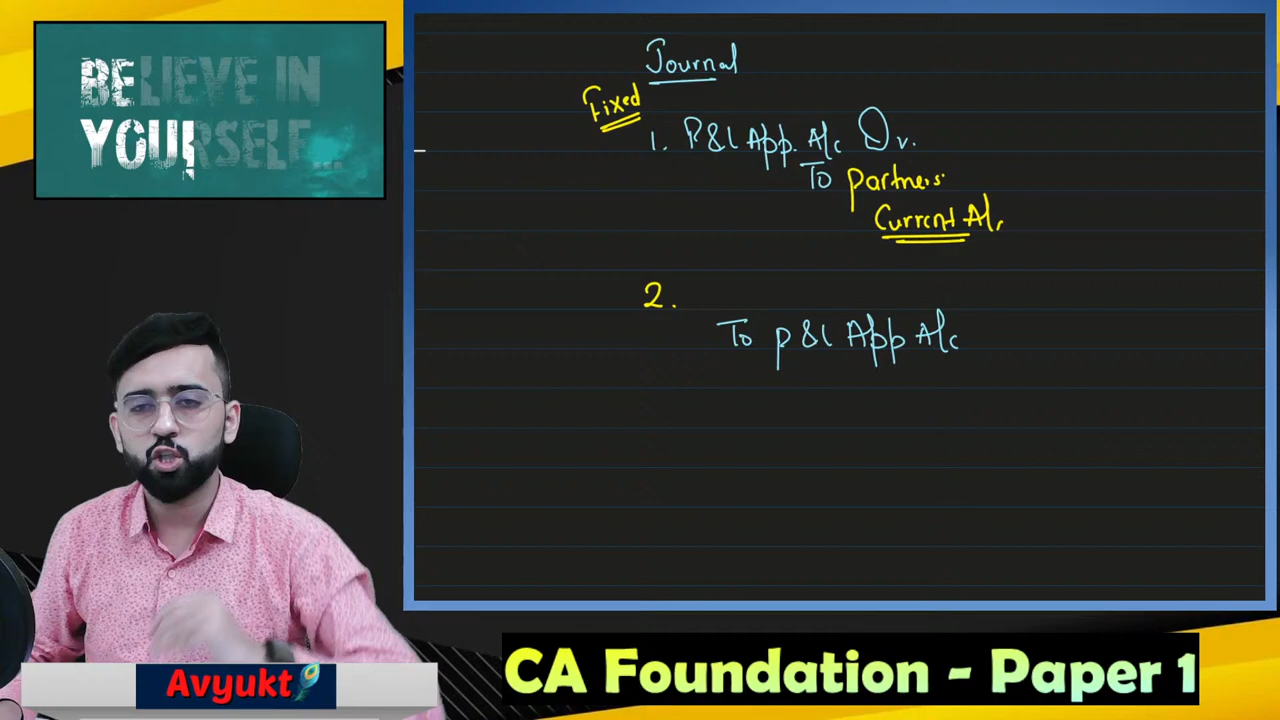 BELIEVE IN
YOURSELF...
Journal
Fixed
1. P&L App. A/c Dr.
To Partners
Current A/c
2.
To P&L App A/c
Avyukt
CA Foundation - Paper 1